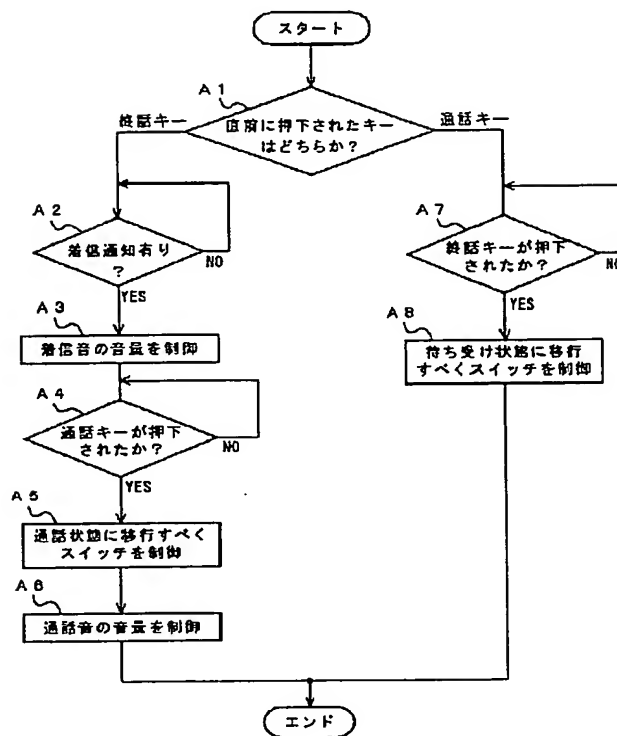 スタート
A1
直前に押下されたキー
はどちらか？
終話キー
通話キー
A2
着信通知有り
？
NO
YES
A3
着信音の音量を制御
A4
通話キーが押下
されたか？
NO
YES
A5
通話状態に移行すべく
スイッチを制御
A6
通話音の音量を制御
A7
終話キーが押下
されたか？
NO
YES
A8
待ち受け状態に移行
すべくスイッチを制御
エンド